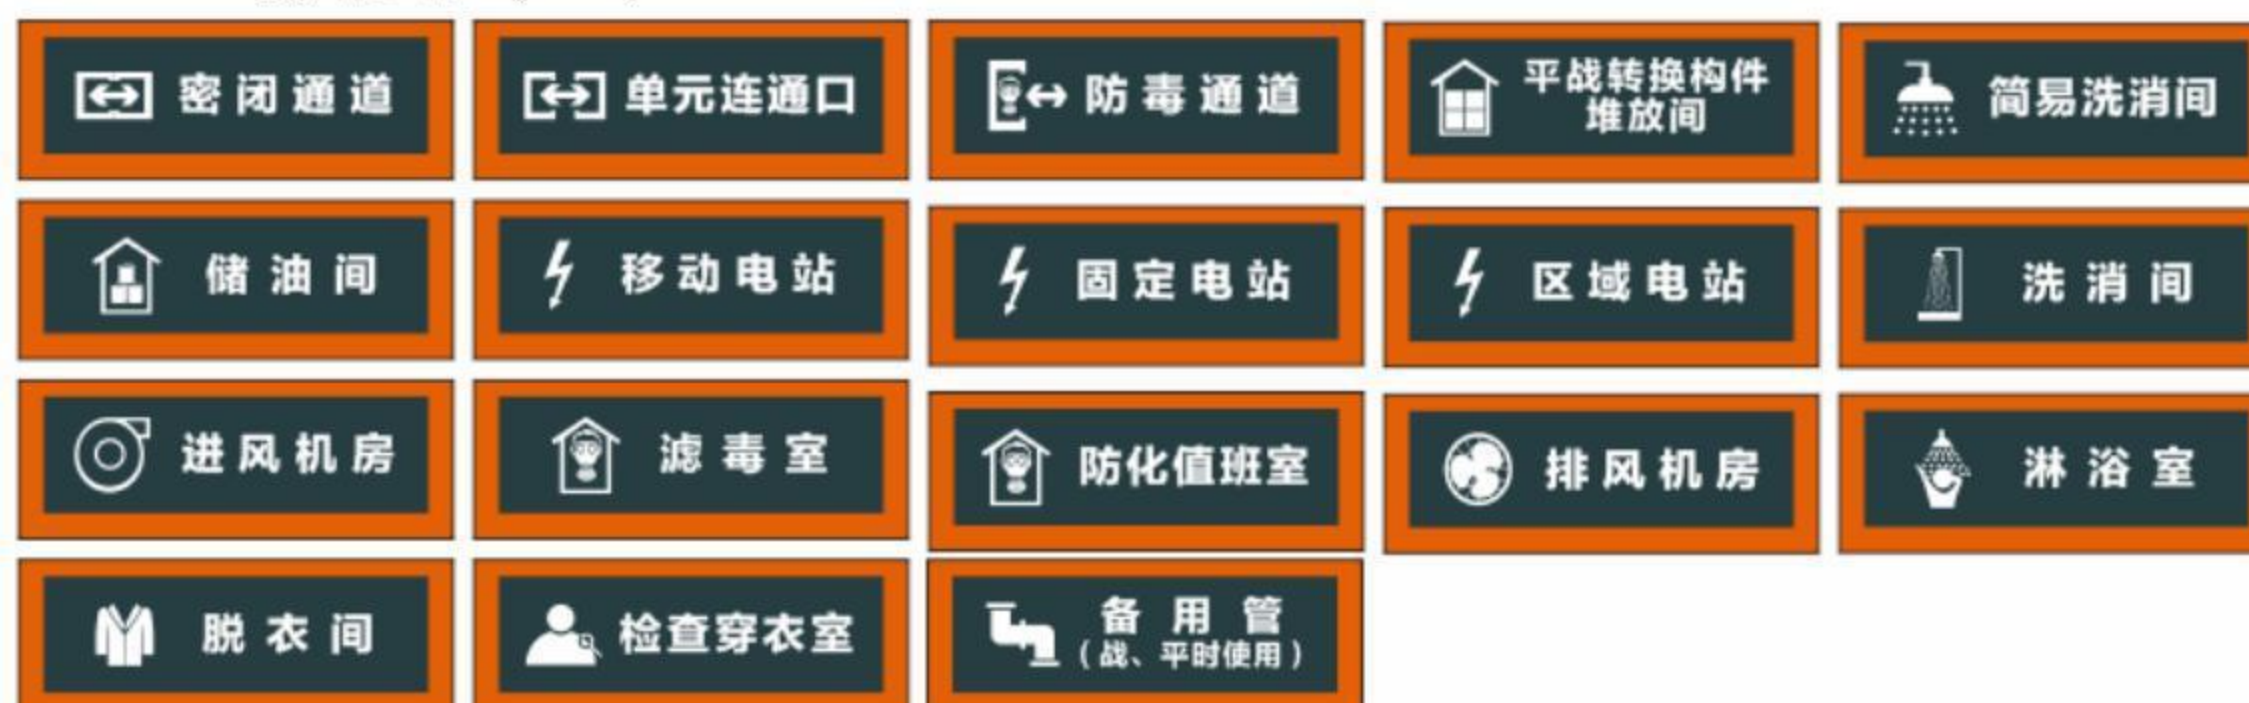 密闭通道
单元连通口
防毒通道
平战转换构件
堆放间
简易洗消间
储油间
移动电站
固定电站
区域电站
洗消间
进风机房
滤毒室
防化值班室
排风机房
淋浴室
脱衣间
检查穿衣室
备用管
（战、平时使用）